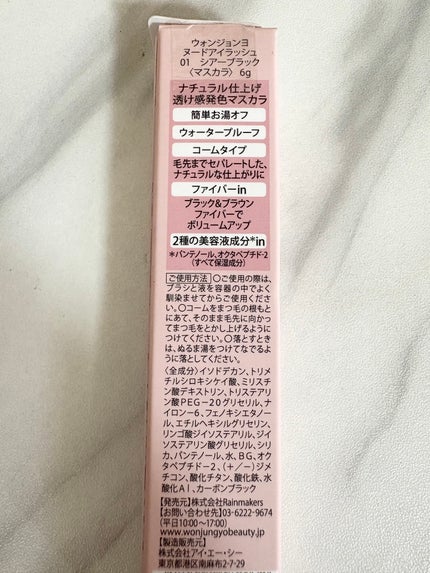 ウォンジョンヨ
ヌードアイラッシュ
01 シアーブラック
〈マスカラ〉 6g
ナチュラル仕上げ
透け感発色マスカラ
簡単お湯オフ
ウォータープルーフ
コームタイプ
毛先までセパレートした、
ナチュラルな仕上がりに
ファイバーin
ブラック&ブラウン
ファイバーで
ボリュームアップ
2種の美容液成分*in
*パンテノール、オクタペプチド-2
(すべて保湿成分)
ご使用方法 〇ご使用の際は、
ブラシと液を容器の中でよく
馴染ませてからご使用くださ
い。〇コームをまつ毛の根もと
にあて、そのまま毛先に向かっ
てまつ毛をとかし上げるように
つけてください。〇落とすとき
は、ぬるま湯をつけてなでるよう
に落としてください。
〈全成分〉イソドデカン、トリメ
チルシロキシケイ酸、ミリスチ
ン酸デキストリン、トリステアリ
ン酸PEG-20グリセリル、ナ
イロン-6、フェノキシエタノー
ル、エチルヘキシルグリセリン、
リンゴ酸ジイソステアリル、ジイ
ソステアリン酸グリセリル、シリ
カ、パンテノール、水、BG、オク
タペプチド-2、(+/-)ジメ
チコン、酸化チタン、酸化鉄、水
酸化Al、カーボンブラック
【発売元】株式会社Rainmakers
【お問い合わせ先】03-6222-9674
(平日10:00〜17:00)
www.wonjungyobeauty.jp
【製造販売元】
株式会社アイ・エー・シー
東京都港区南麻布2-7-29